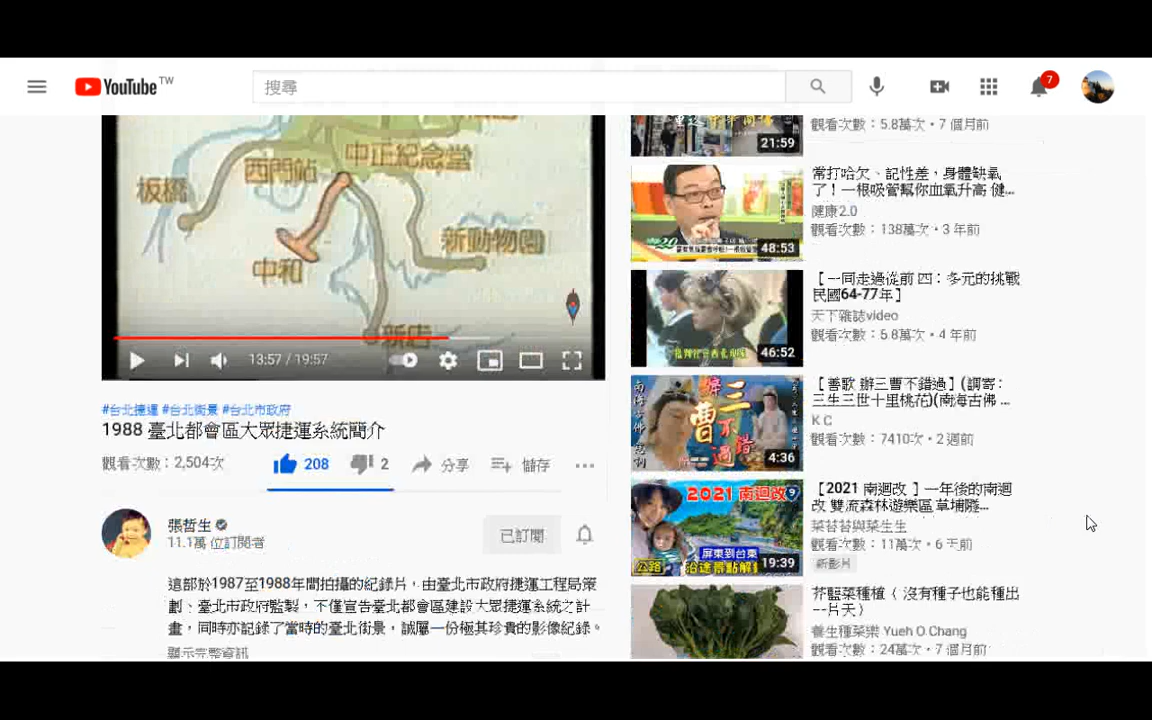 YouTube TW
搜尋
7
中正紀念堂
西門站
板橋
新動物園
中和
新店
13:57 / 19:57
#台北捷運 #台北街景 #台北市政府
1988 臺北都會區大眾捷運系統簡介
觀看次數：2,504次
208
2
分享
儲存
張哲生
11.1萬 位訂閱者
已訂閱
這部於1987至1988年間拍攝的紀錄片，由臺北市政府捷運工程局策
劃、臺北市政府監製，不僅宣告臺北都會區建設大眾捷運系統之計
畫，同時亦記錄了當時的臺北街景，誠屬一份極其珍貴的影像紀錄。
顯示完整資訊
21:59
觀看次數：5.8萬次・7 個月前
48:53
常打哈欠、記性差，身體缺氧
了！一根吸管幫你血氧升高 健...
健康2.0
觀看次數：138萬次・3 年前
46:52
【一同走過從前 四：多元的挑戰
民國64-77年】
天下雜誌video
觀看次數：5.8萬次・4 年前
三曹不錯過
4:36
【善歌 辦三曹不錯過】(調寄：
三生三世十里桃花)(南海古佛 ...
K C
觀看次數：7410次・2 週前
2021 南迴改 9
屏東到台東
公路
19:39
【2021 南迴改 】一年後的南迴
改 雙流森林遊樂區 草埔隧...
菜苔苔與菜生生
觀看次數：11萬次・6 天前
新影片
芥藍菜種植﹙沒有種子也能種出
一片天﹚
養生種菜樂 Yueh O Chang
觀看次數：24萬次・7 個月前